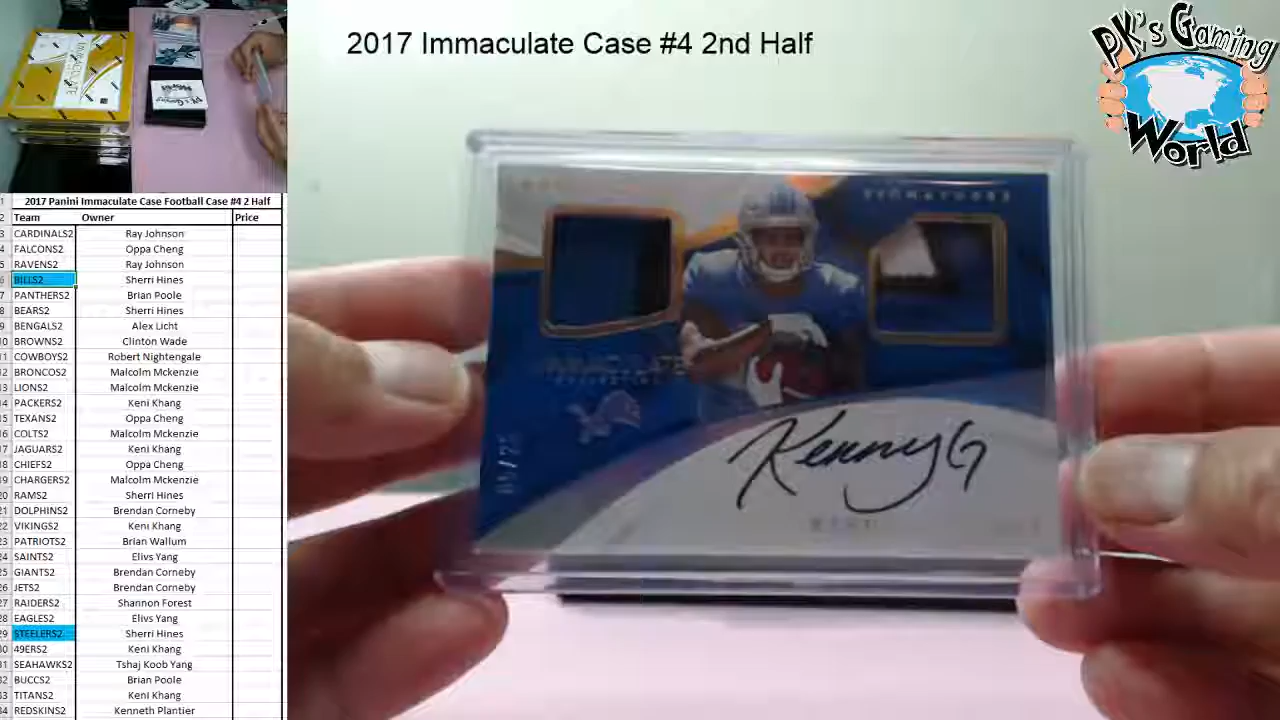 2017 Immaculate Case #4 2nd Half
PK's Gaming World
IMMACULATE
2017 Panini Immaculate Case Football Case #4 2 Half
Team Owner Price
CARDINALS2 Ray Johnson
FALCONS2 Oppa Cheng
RAVENS2 Ray Johnson
BILLS2 Sherri Hines
PANTHERS2 Brian Poole
BEARS2 Sherri Hines
BENGALS2 Alex Licht
BROWNS2 Clinton Wade
COWBOYS2 Robert Nightengale
BRONCOS2 Malcolm Mckenzie
LIONS2 Malcolm Mckenzie
PACKERS2 Keni Khang
TEXANS2 Oppa Cheng
COLTS2 Malcolm Mckenzie
JAGUARS2 Keni Khang
CHIEFS2 Oppa Cheng
CHARGERS2 Malcolm Mckenzie
RAMS2 Sherri Hines
DOLPHINS2 Brendan Corneby
VIKINGS2 Keni Khang
PATRIOTS2 Brian Wallum
SAINTS2 Elivs Yang
GIANTS2 Brendan Corneby
JETS2 Brendan Corneby
RAIDERS2 Shannon Forest
EAGLES2 Elivs Yang
STEELERS2 Sherri Hines
49ERS2 Keni Khang
SEAHAWKS2 Tshaj Koob Yang
BUCCS2 Brian Poole
TITANS2 Keni Khang
REDSKINS2 Kenneth Plantier
SIGNATURES
IMMACULATE
COLLECTION
Kenny G